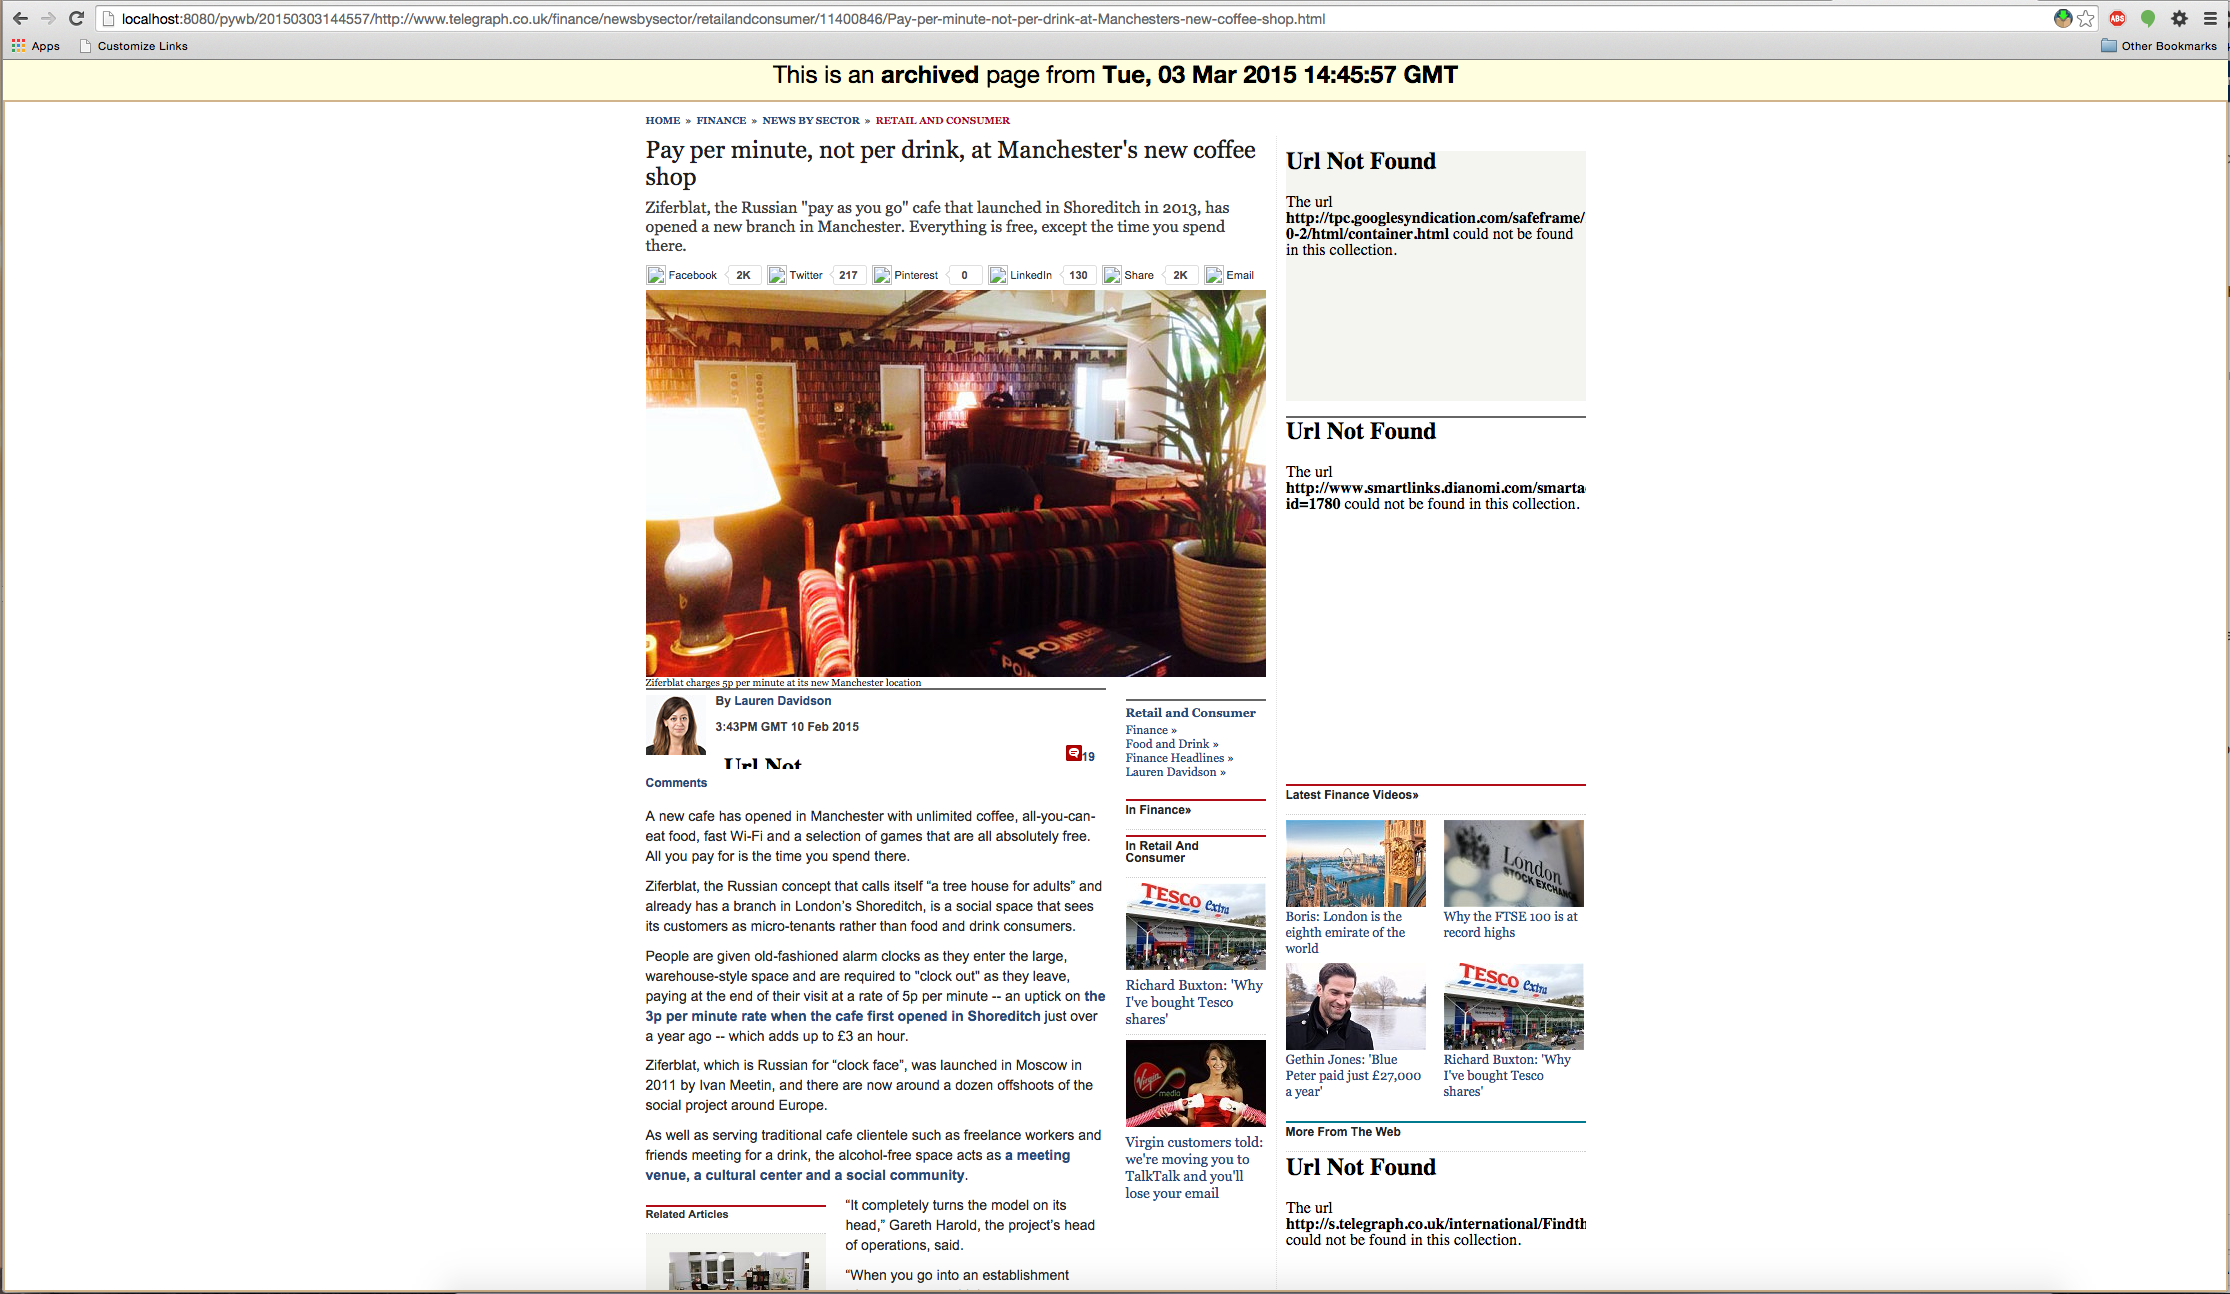 localhost:8080/pywb/20150303144557/http://www.telegraph.co.uk/finance/newsbysector/retailandconsumer/11400846/Pay-per-minute-not-per-drink-at-Manchesters-new-coffee-shop.html
ABS
Apps
Customize Links
Other Bookmarks
This is an archived page from Tue, 03 Mar 2015 14:45:57 GMT
HOME » FINANCE » NEWS BY SECTOR » RETAIL AND CONSUMER
Pay per minute, not per drink, at Manchester's new coffee
shop
Ziferblat, the Russian "pay as you go" cafe that launched in Shoreditch in 2013, has
opened a new branch in Manchester. Everything is free, except the time you spend
there.
Facebook 2K Twitter 217 Pinterest 0 LinkedIn 130 Share 2K Email
POINTLESS
Ziferblat charges 5p per minute at its new Manchester location
By Lauren Davidson
3:43PM GMT 10 Feb 2015
Url Not
19
Comments
A new cafe has opened in Manchester with unlimited coffee, all-you-can-
eat food, fast Wi-Fi and a selection of games that are all absolutely free.
All you pay for is the time you spend there.
Ziferblat, the Russian concept that calls itself “a tree house for adults” and
already has a branch in London’s Shoreditch, is a social space that sees
its customers as micro-tenants rather than food and drink consumers.
People are given old-fashioned alarm clocks as they enter the large,
warehouse-style space and are required to "clock out" as they leave,
paying at the end of their visit at a rate of 5p per minute -- an uptick on the
3p per minute rate when the cafe first opened in Shoreditch just over
a year ago -- which adds up to £3 an hour.
Ziferblat, which is Russian for “clock face”, was launched in Moscow in
2011 by Ivan Meetin, and there are now around a dozen offshoots of the
social project around Europe.
As well as serving traditional cafe clientele such as freelance workers and
friends meeting for a drink, the alcohol-free space acts as a meeting
venue, a cultural center and a social community.
Related Articles
“It completely turns the model on its
head,” Gareth Harold, the project’s head
of operations, said.
“When you go into an establishment
Retail and Consumer
Finance »
Food and Drink »
Finance Headlines »
Lauren Davidson »
In Finance»
In Retail And
Consumer
TESCO extra
Richard Buxton: 'Why
I've bought Tesco
shares'
Virgin
media
Virgin customers told:
we're moving you to
TalkTalk and you'll
lose your email
Url Not Found
The url
http://tpc.googlesyndication.com/safeframe/
0-2/html/container.html could not be found
in this collection.
Url Not Found
The url
http://www.smartlinks.dianomi.com/smarta
id=1780 could not be found in this collection.
Latest Finance Videos»
London
STOCK EXCHANGE
Boris: London is the
eighth emirate of the
world
Why the FTSE 100 is at
record highs
TESCO extra
Gethin Jones: 'Blue
Peter paid just £27,000
a year'
Richard Buxton: 'Why
I've bought Tesco
shares'
More From The Web
Url Not Found
The url
http://s.telegraph.co.uk/international/Findth
could not be found in this collection.